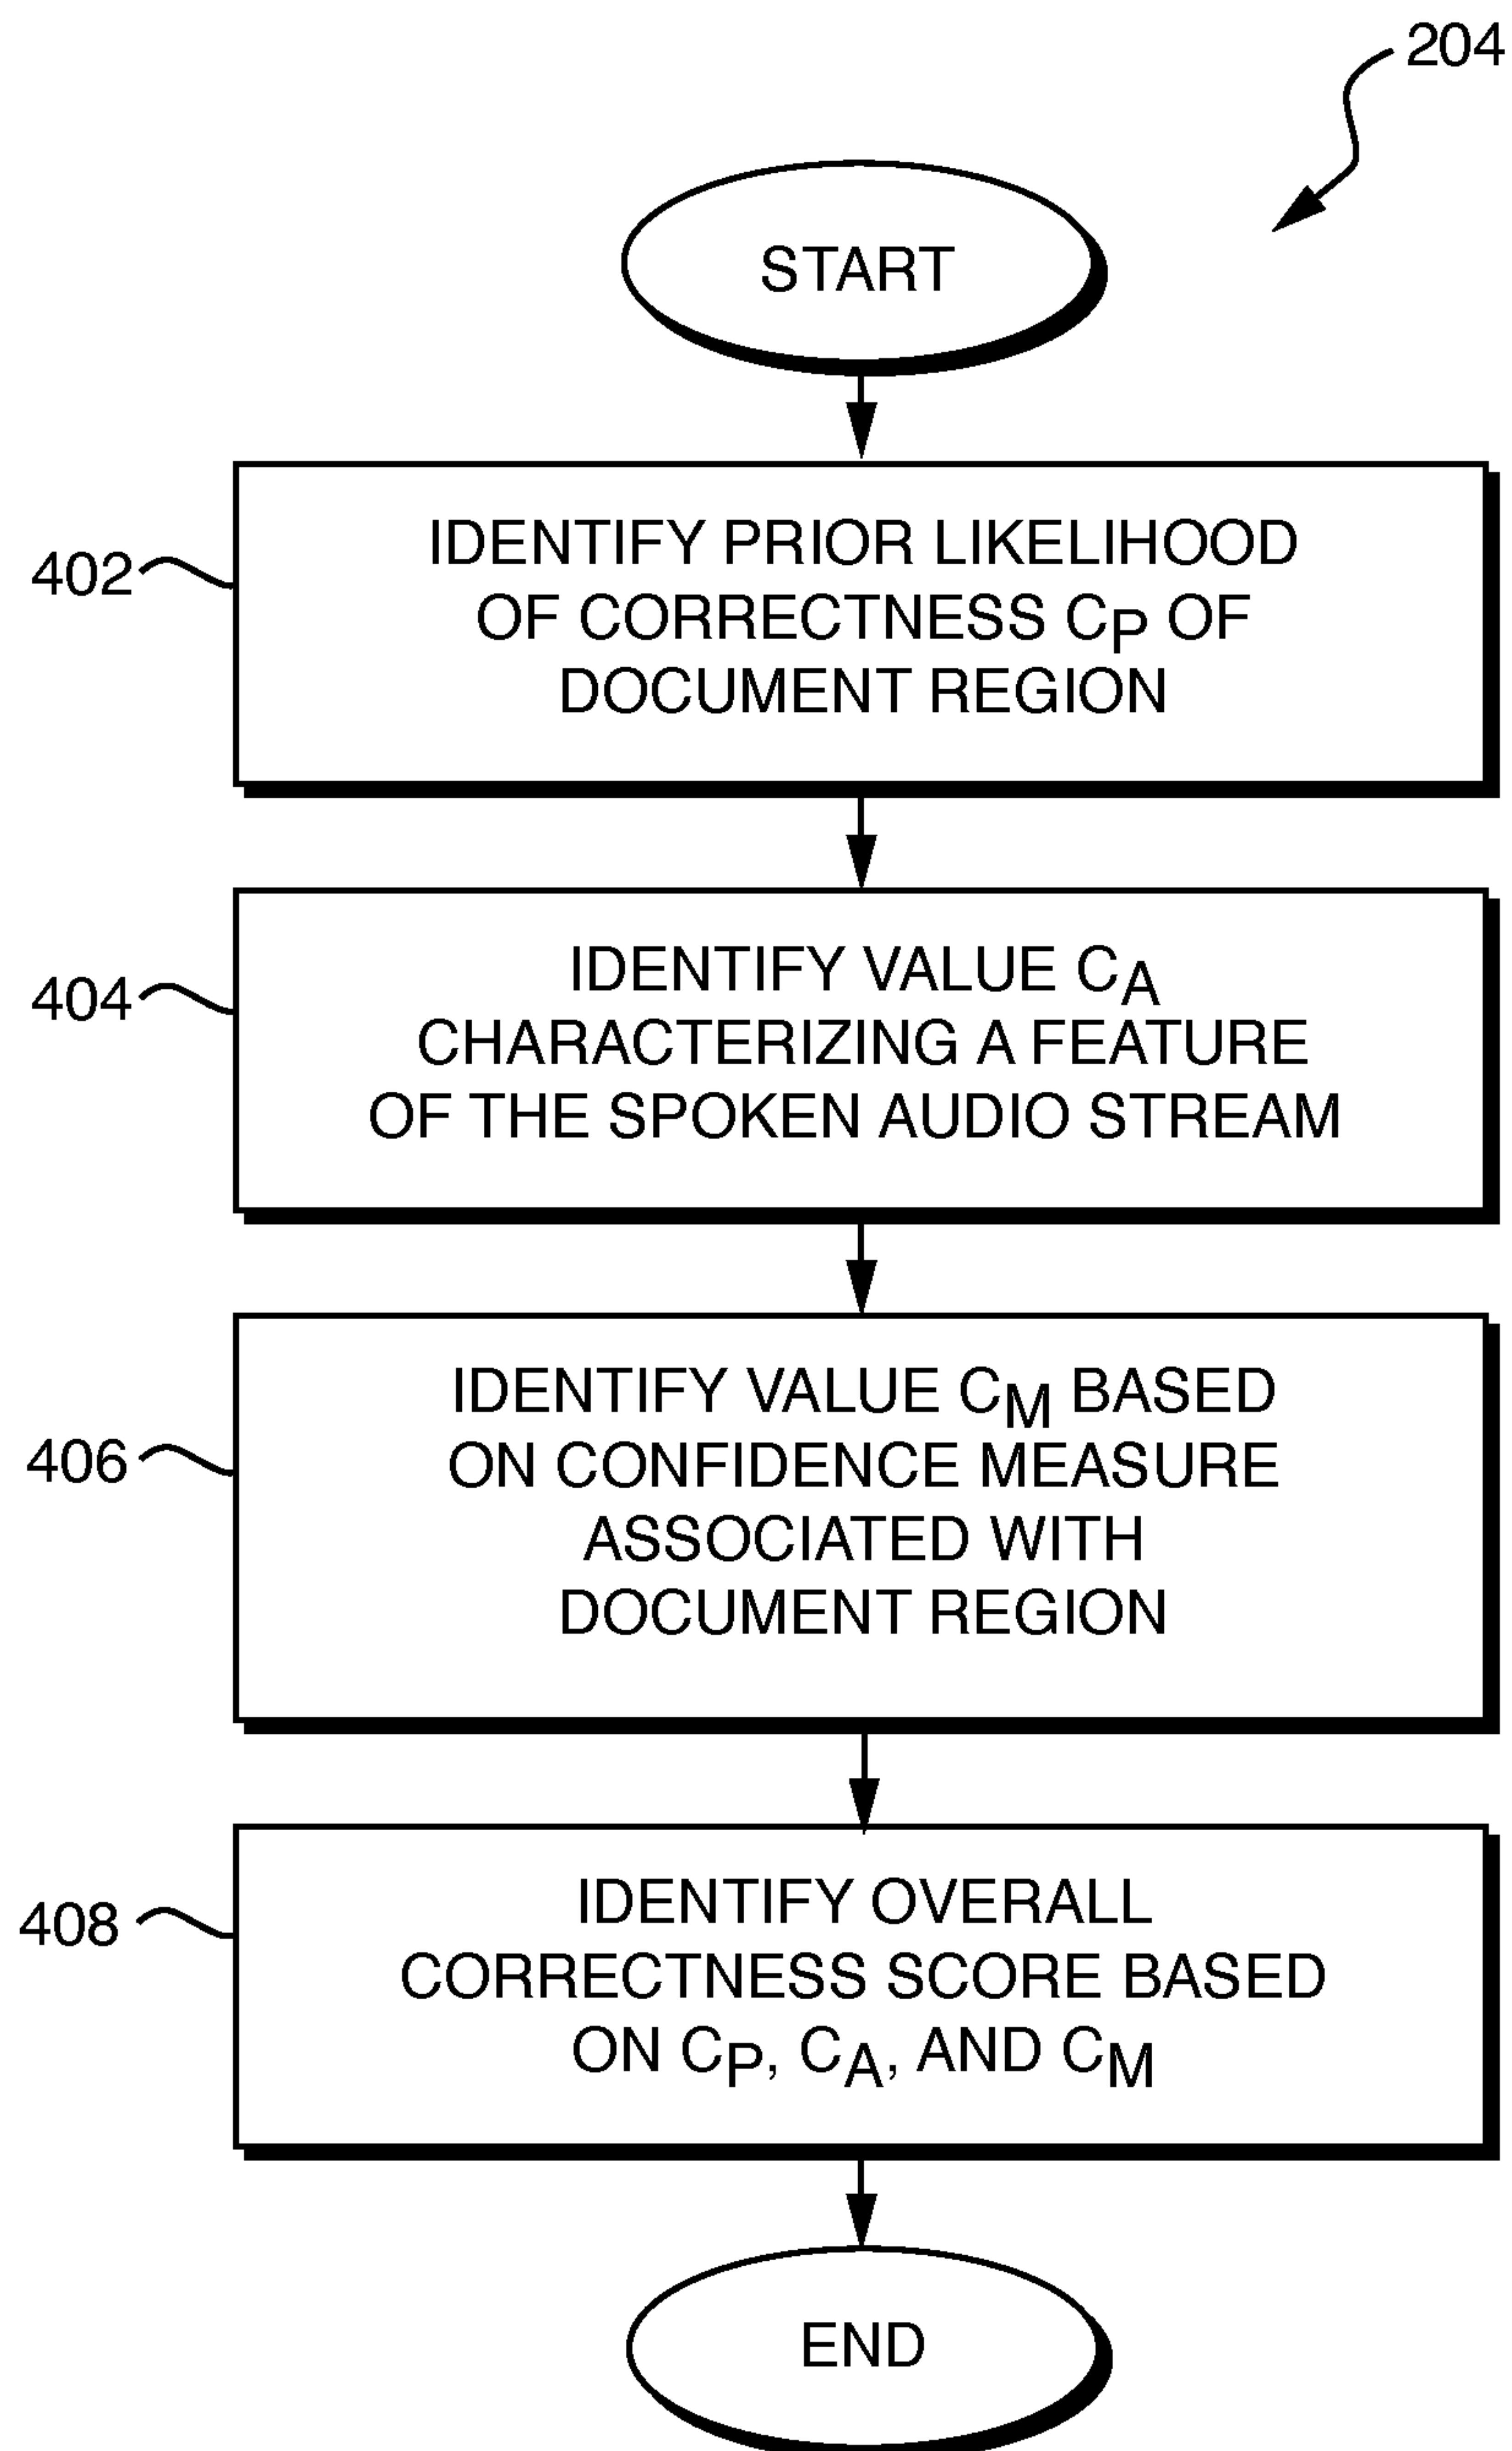 204
START
402
IDENTIFY PRIOR LIKELIHOOD
OF CORRECTNESS CP OF
DOCUMENT REGION
404
IDENTIFY VALUE CA
CHARACTERIZING A FEATURE
OF THE SPOKEN AUDIO STREAM
406
IDENTIFY VALUE CM BASED
ON CONFIDENCE MEASURE
ASSOCIATED WITH
DOCUMENT REGION
408
IDENTIFY OVERALL
CORRECTNESS SCORE BASED
ON CP, CA, AND CM
END